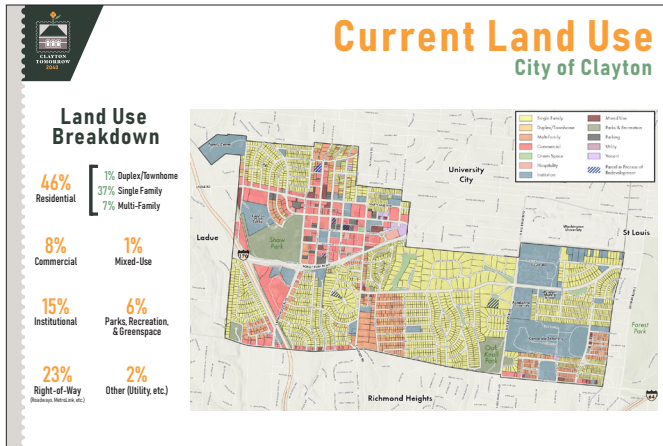 CLAYTON
TOMORROW
2040
Current Land Use
City of Clayton
Land Use
Breakdown
46%
Residential
1% Duplex/Townhome
37% Single Family
7% Multi-Family
8%
Commercial
1%
Mixed-Use
15%
Institutional
6%
Parks, Recreation,
& Greenspace
23%
Right-of-Way
(Roadways, MetroLink, etc.)
2%
Other (Utility, etc.)
Single Family
Duplex/Townhome
Multi-Family
Commercial
Green Space
Hospitality
Institution
Mixed Use
Parks & Recreation
Parking
Utility
Vacant
Parcel in Process of
Redevelopment
University
City
Washington
University
St Louis
Ladue
Shaw
Park
170
Forest
Park
Oak
Knoll
Park
Richmond Heights
64